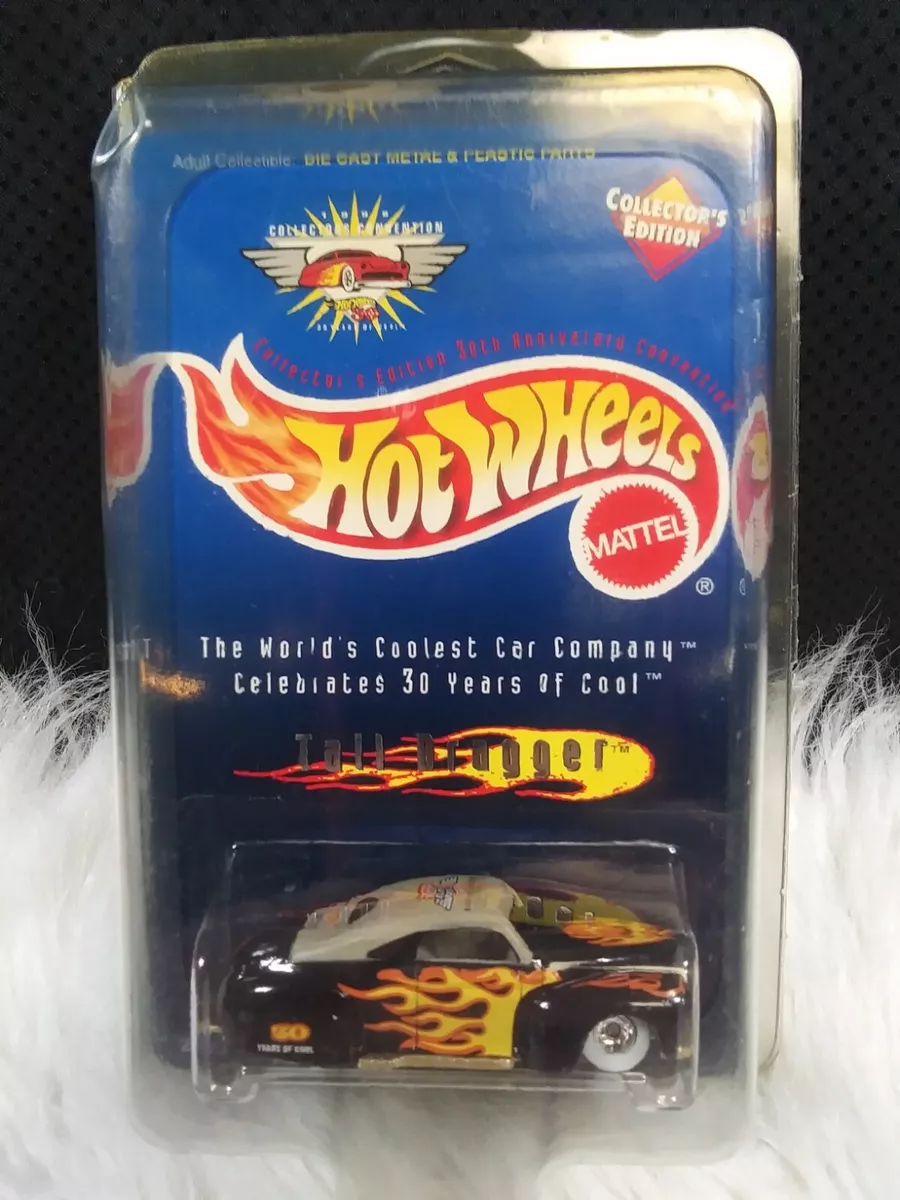 Adult Collectible DIE CAST METAL & PLASTIC PARTS
1998
COLLECTOR'S CONVENTION
COLLECTOR'S
EDITION
Collector's Edition 30th Anniversary Convention
HOT WHEELS
MATTEL
®
The World's Coolest Car Company™
Celebrates 30 Years Of Cool™
Tail Dragger™
30
YEARS OF COOL